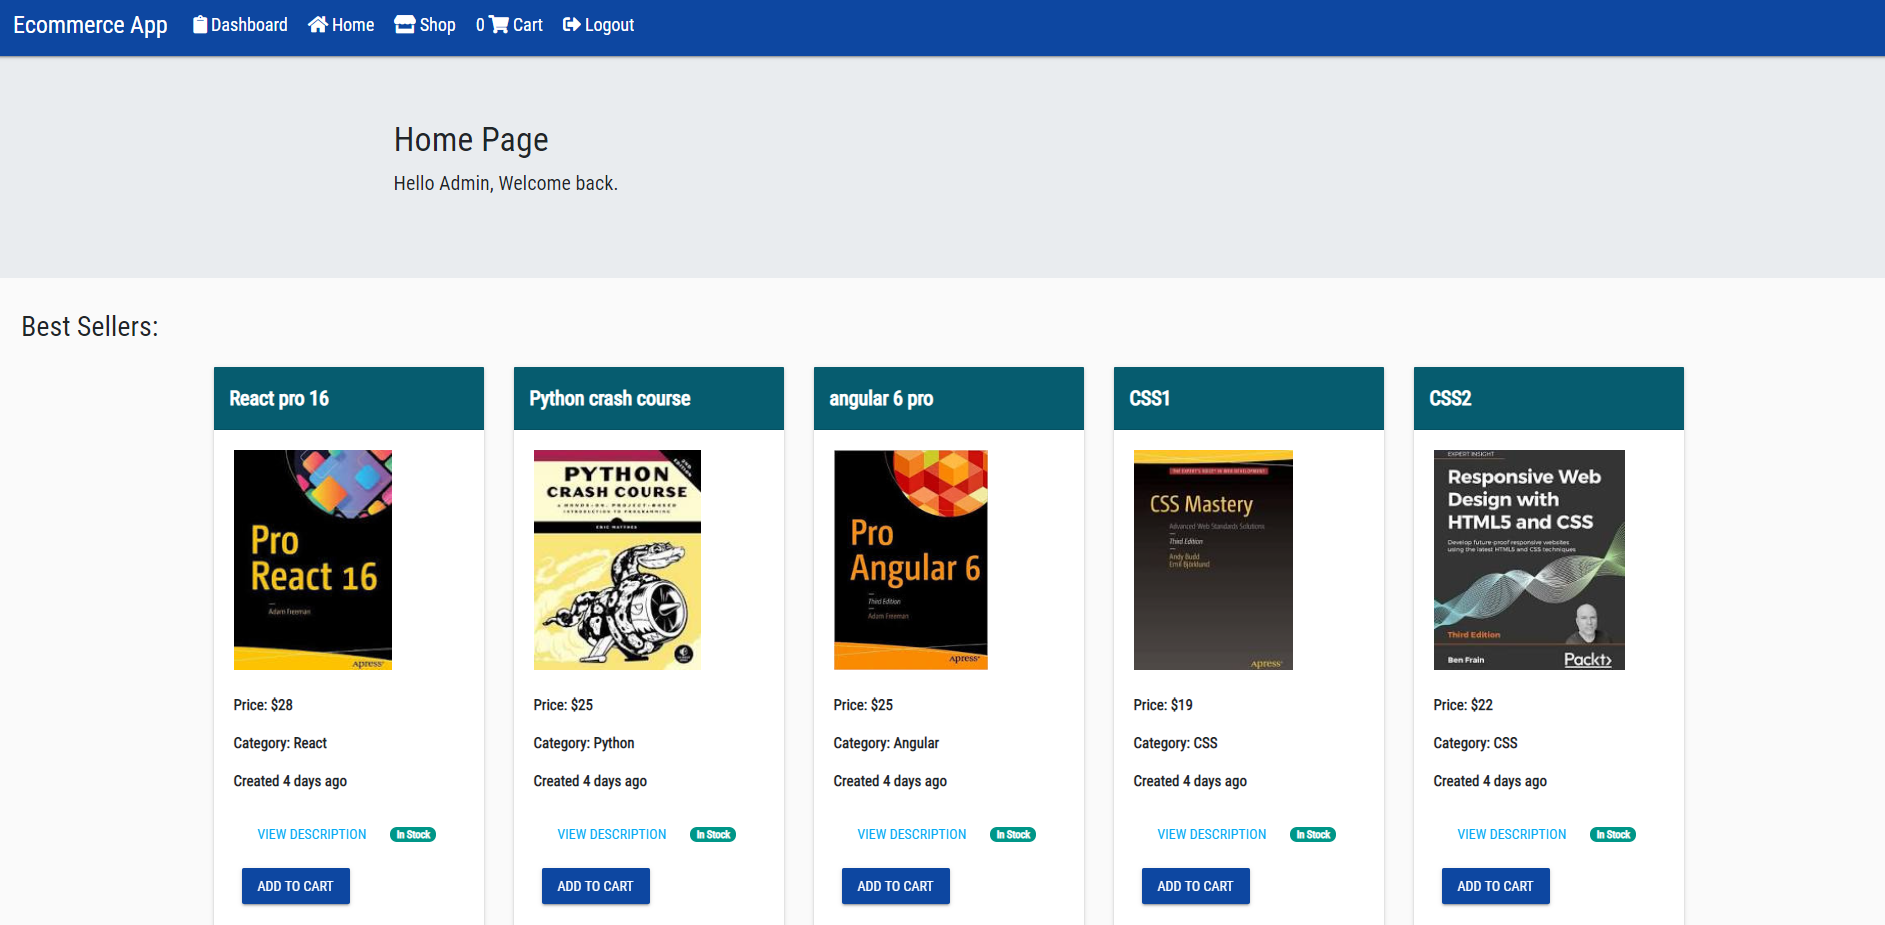 Ecommerce App Dashboard Home Shop 0 Cart Logout
Home Page
Hello Admin, Welcome back.
Best Sellers:
React pro 16
Pro
React 16
Adam Freeman
Apress®
Price: $28
Category: React
Created 4 days ago
VIEW DESCRIPTION In Stock
ADD TO CART
Python crash course
2ND EDITION
PYTHON
CRASH COURSE
A HANDS-ON, PROJECT-BASED
INTRODUCTION TO PROGRAMMING
ERIC MATTHES
Price: $25
Category: Python
Created 4 days ago
VIEW DESCRIPTION In Stock
ADD TO CART
angular 6 pro
Pro
Angular 6
Third Edition
Adam Freeman
Apress®
Price: $25
Category: Angular
Created 4 days ago
VIEW DESCRIPTION In Stock
ADD TO CART
CSS1
THE EXPERT'S VOICE® IN WEB DEVELOPMENT
CSS Mastery
Advanced Web Standards Solutions
Third Edition
Andy Budd
Emil Björklund
Apress®
Price: $19
Category: CSS
Created 4 days ago
VIEW DESCRIPTION In Stock
ADD TO CART
CSS2
EXPERT INSIGHT
Responsive Web
Design with
HTML5 and CSS
Develop future-proof responsive websites
using the latest HTML5 and CSS techniques
Third Edition
Ben Frain
Packt>
Price: $22
Category: CSS
Created 4 days ago
VIEW DESCRIPTION In Stock
ADD TO CART